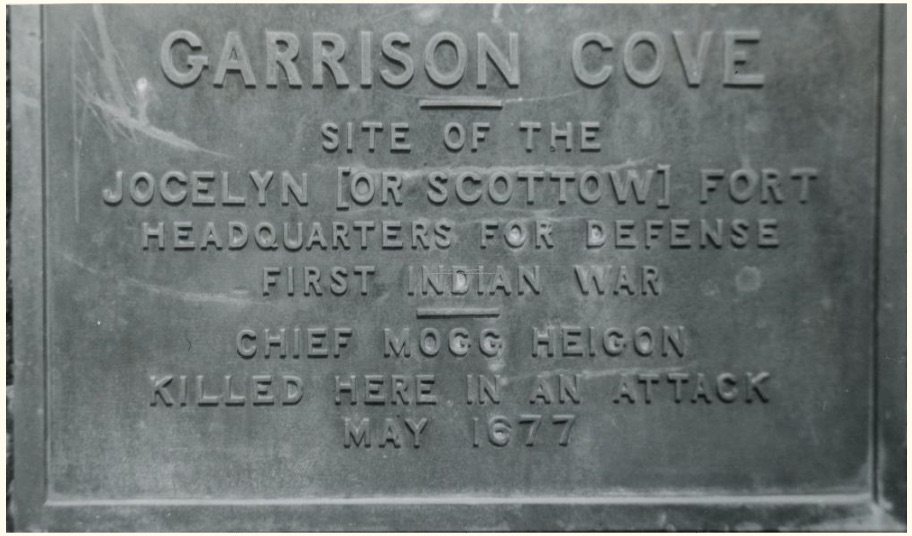 GARRISON COVE
SITE OF THE
JOCELYN [OR SCOTTOW] FORT
HEADQUARTERS FOR DEFENSE
FIRST INDIAN WAR
CHIEF MOGG HEIGON
KILLED HERE IN AN ATTACK
MAY 1677